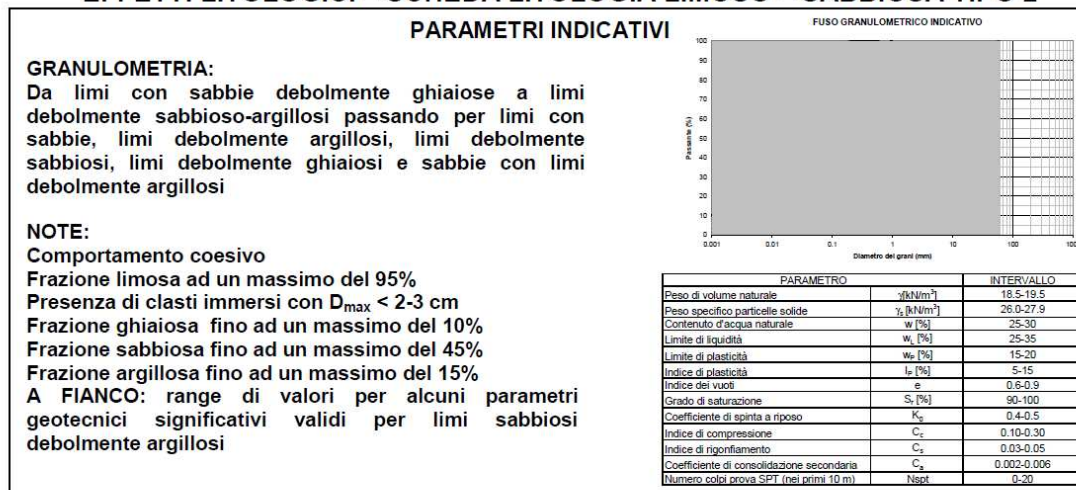 EFFETTI LITOLOGICI – SCHEDA LITOLOGIA LIMOSO – SABBIOSA TIPO 2
PARAMETRI INDICATIVI
GRANULOMETRIA:
Da limi con sabbie debolmente ghiaiose a limi
debolmente sabbioso-argillosi passando per limi con
sabbie, limi debolmente argillosi, limi debolmente
sabbiosi, limi debolmente ghiaiosi e sabbie con limi
debolmente argillosi
NOTE:
Comportamento coesivo
Frazione limosa ad un massimo del 95%
Presenza di clasti immersi con Dmax < 2-3 cm
Frazione ghiaiosa fino ad un massimo del 10%
Frazione sabbiosa fino ad un massimo del 45%
Frazione argillosa fino ad un massimo del 15%
A FIANCO: range di valori per alcuni parametri
geotecnici significativi validi per limi sabbiosi
debolmente argillosi
FUSO GRANULOMETRICO INDICATIVO
Passante (%)
100
90
80
70
60
50
40
30
20
10
0
0.001 0.01 0.1 1 10 100 100
Diametro dei grani (mm)
PARAMETRO INTERVALLO
Peso di volume naturale γ[kN/m³] 18.5-19.5
Peso specifico particelle solide γs [kN/m³] 26.0-27.9
Contenuto d'acqua naturale w [%] 25-30
Limite di liquidità wL [%] 25-35
Limite di plasticità wP [%] 15-20
Indice di plasticità IP [%] 5-15
Indice dei vuoti e 0.6-0.9
Grado di saturazione Sr [%] 90-100
Coefficiente di spinta a riposo K0 0.4-0.5
Indice di compressione Cc 0.10-0.30
Indice di rigonfiamento Cs 0.03-0.05
Coefficiente di consolidazione secondaria Ca 0.002-0.006
Numero colpi prova SPT (nei primi 10 m) Nspt 0-20